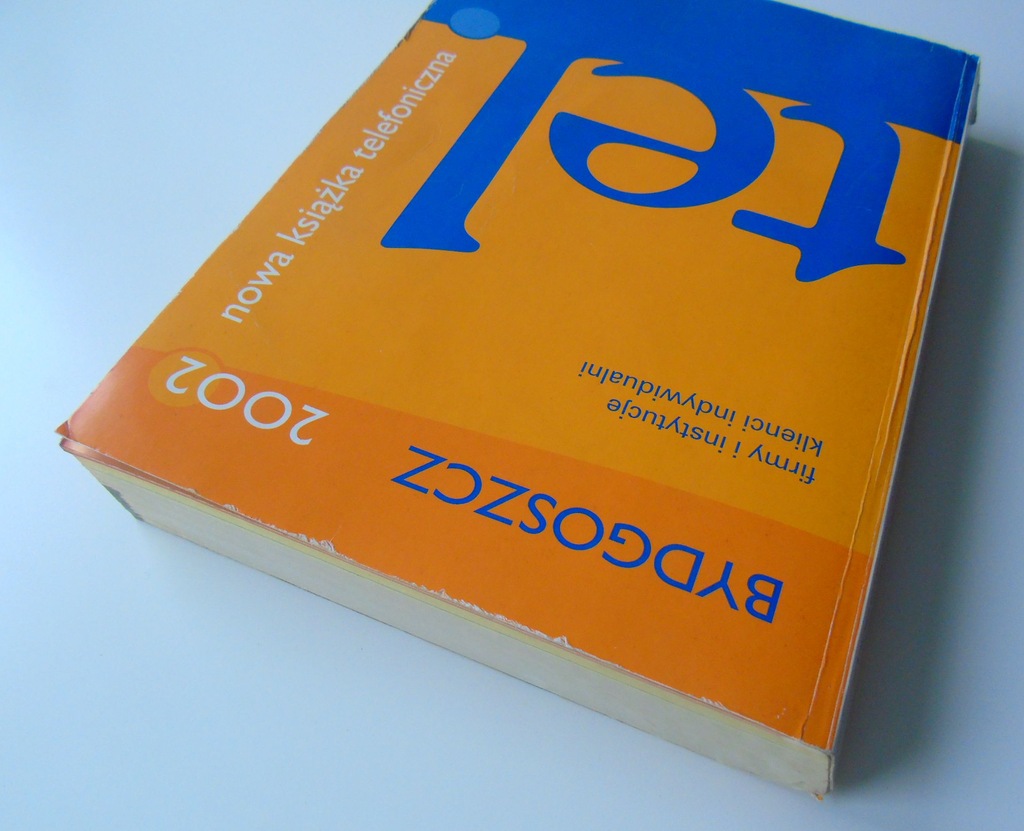 BYDGOSZCZ
2002
firmy i instytucje
klienci indywidualni
tel
nowa książka telefoniczna